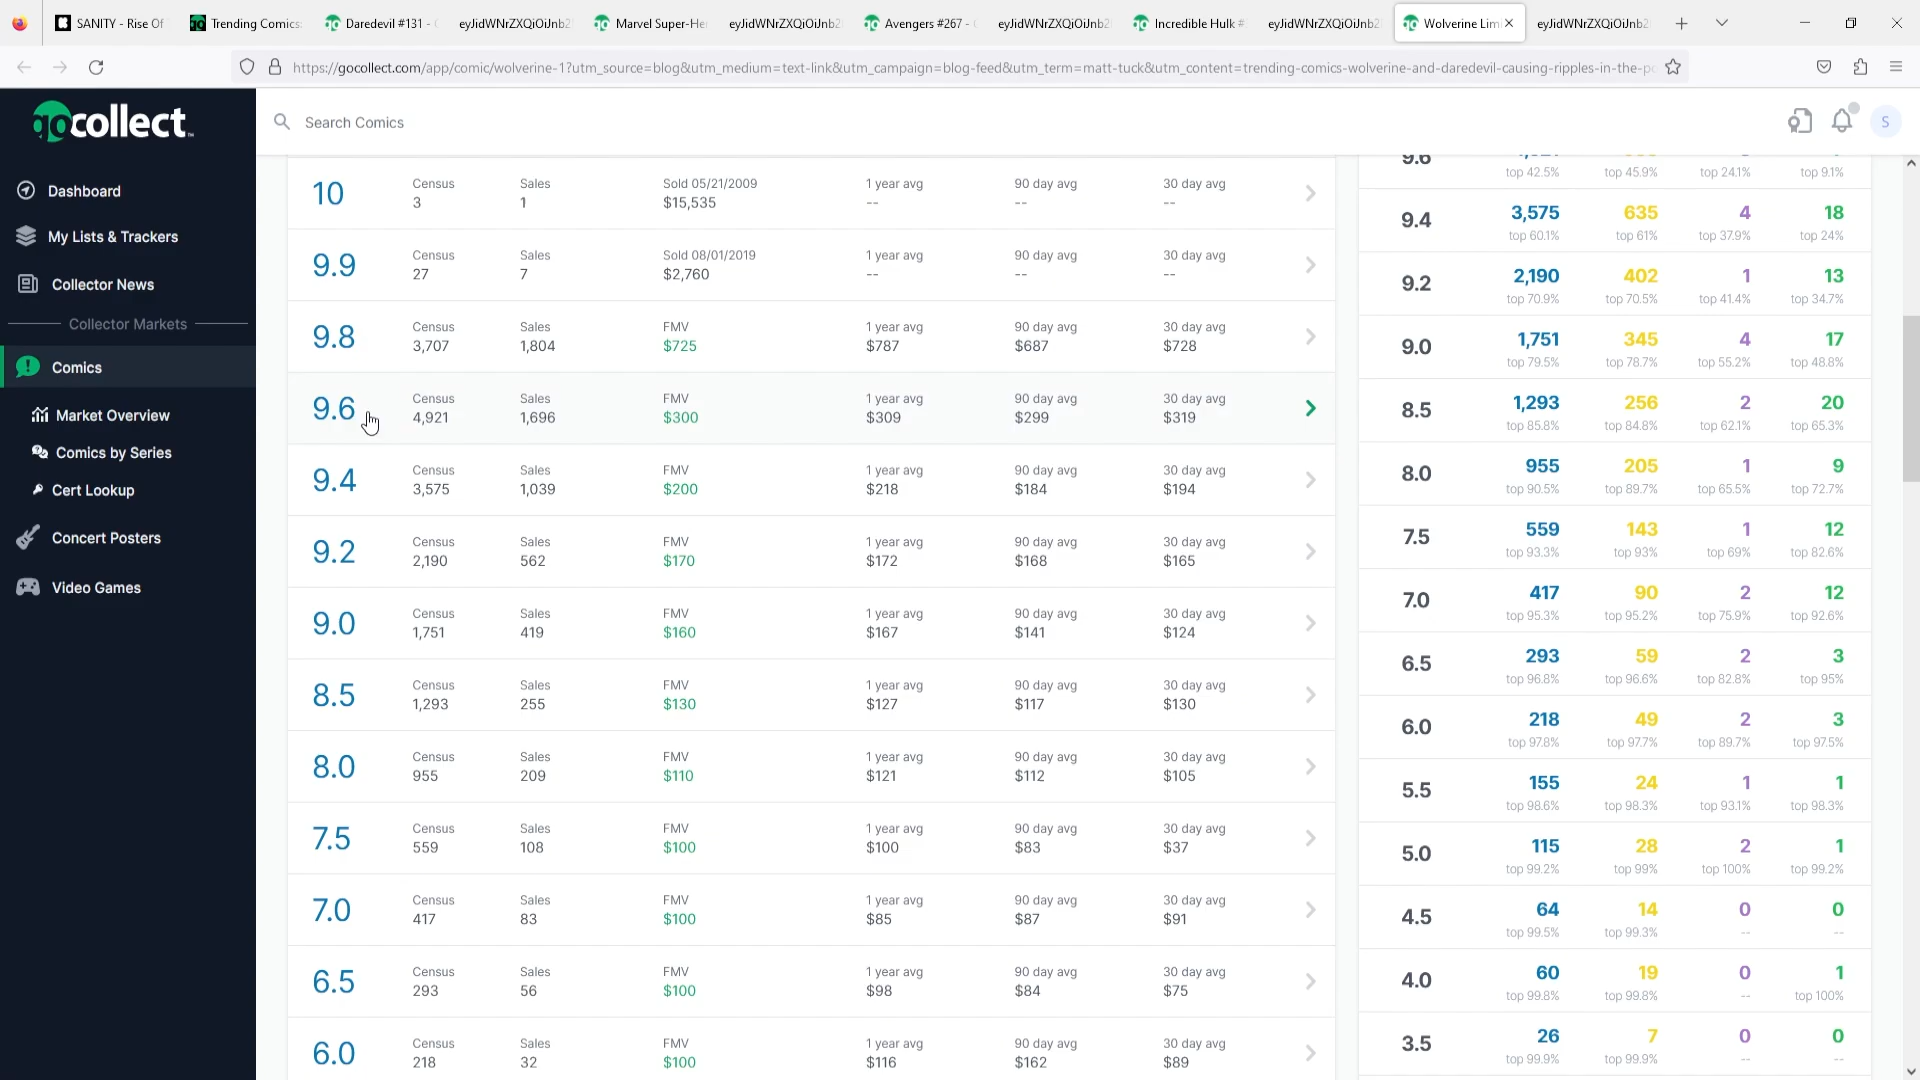 SANITY - Rise Of
Trending Comics:
Daredevil #131 -
eyJidWNrZXQiOiJnb2
Marvel Super-He
eyJidWNrZXQiOiJnb2
Avengers #267 -
eyJidWNrZXQiOiJnb2
Incredible Hulk #
eyJidWNrZXQiOiJnb2
Wolverine Lim
eyJidWNrZXQiOiJnb2
https://gocollect.com/app/comic/wolverine-1?utm_source=blog&utm_medium=text-link&utm_campaign=blog-feed&utm_term=matt-tuck&utm_content=trending-comics-wolverine-and-daredevil-causing-ripples-in-the-po
gocollect
Search Comics
S
Dashboard
My Lists & Trackers
Collector News
Collector Markets
Comics
Market Overview
Comics by Series
Cert Lookup
Concert Posters
Video Games
10 Census 3 Sales 1 Sold 05/21/2009 $15,535 1 year avg -- 90 day avg -- 30 day avg --
9.9 Census 27 Sales 7 Sold 08/01/2019 $2,760 1 year avg -- 90 day avg -- 30 day avg --
9.8 Census 3,707 Sales 1,804 FMV $725 1 year avg $787 90 day avg $687 30 day avg $728
9.6 Census 4,921 Sales 1,696 FMV $300 1 year avg $309 90 day avg $299 30 day avg $319
9.4 Census 3,575 Sales 1,039 FMV $200 1 year avg $218 90 day avg $184 30 day avg $194
9.2 Census 2,190 Sales 562 FMV $170 1 year avg $172 90 day avg $168 30 day avg $165
9.0 Census 1,751 Sales 419 FMV $160 1 year avg $167 90 day avg $141 30 day avg $124
8.5 Census 1,293 Sales 255 FMV $130 1 year avg $127 90 day avg $117 30 day avg $130
8.0 Census 955 Sales 209 FMV $110 1 year avg $121 90 day avg $112 30 day avg $105
7.5 Census 559 Sales 108 FMV $100 1 year avg $100 90 day avg $83 30 day avg $37
7.0 Census 417 Sales 83 FMV $100 1 year avg $85 90 day avg $87 30 day avg $91
6.5 Census 293 Sales 56 FMV $100 1 year avg $98 90 day avg $84 30 day avg $75
6.0 Census 218 Sales 32 FMV $100 1 year avg $116 90 day avg $162 30 day avg $89
9.6
top 42.5% top 45.9% top 24.1% top 9.1%
9.4 3,575 635 4 18
top 60.1% top 61% top 37.9% top 24%
9.2 2,190 402 1 13
top 70.9% top 70.5% top 41.4% top 34.7%
9.0 1,751 345 4 17
top 79.5% top 78.7% top 55.2% top 48.8%
8.5 1,293 256 2 20
top 85.8% top 84.8% top 62.1% top 65.3%
8.0 955 205 1 9
top 90.5% top 89.7% top 65.5% top 72.7%
7.5 559 143 1 12
top 93.3% top 93% top 69% top 82.6%
7.0 417 90 2 12
top 95.3% top 95.2% top 75.9% top 92.6%
6.5 293 59 2 3
top 96.8% top 96.6% top 82.8% top 95%
6.0 218 49 2 3
top 97.8% top 97.7% top 89.7% top 97.5%
5.5 155 24 1 1
top 98.6% top 98.3% top 93.1% top 98.3%
5.0 115 28 2 1
top 99.2% top 99% top 100% top 99.2%
4.5 64 14 0 0
top 99.5% top 99.3% -- --
4.0 60 19 0 1
top 99.8% top 99.8% -- top 100%
3.5 26 7 0 0
top 99.9% top 99.9% -- --